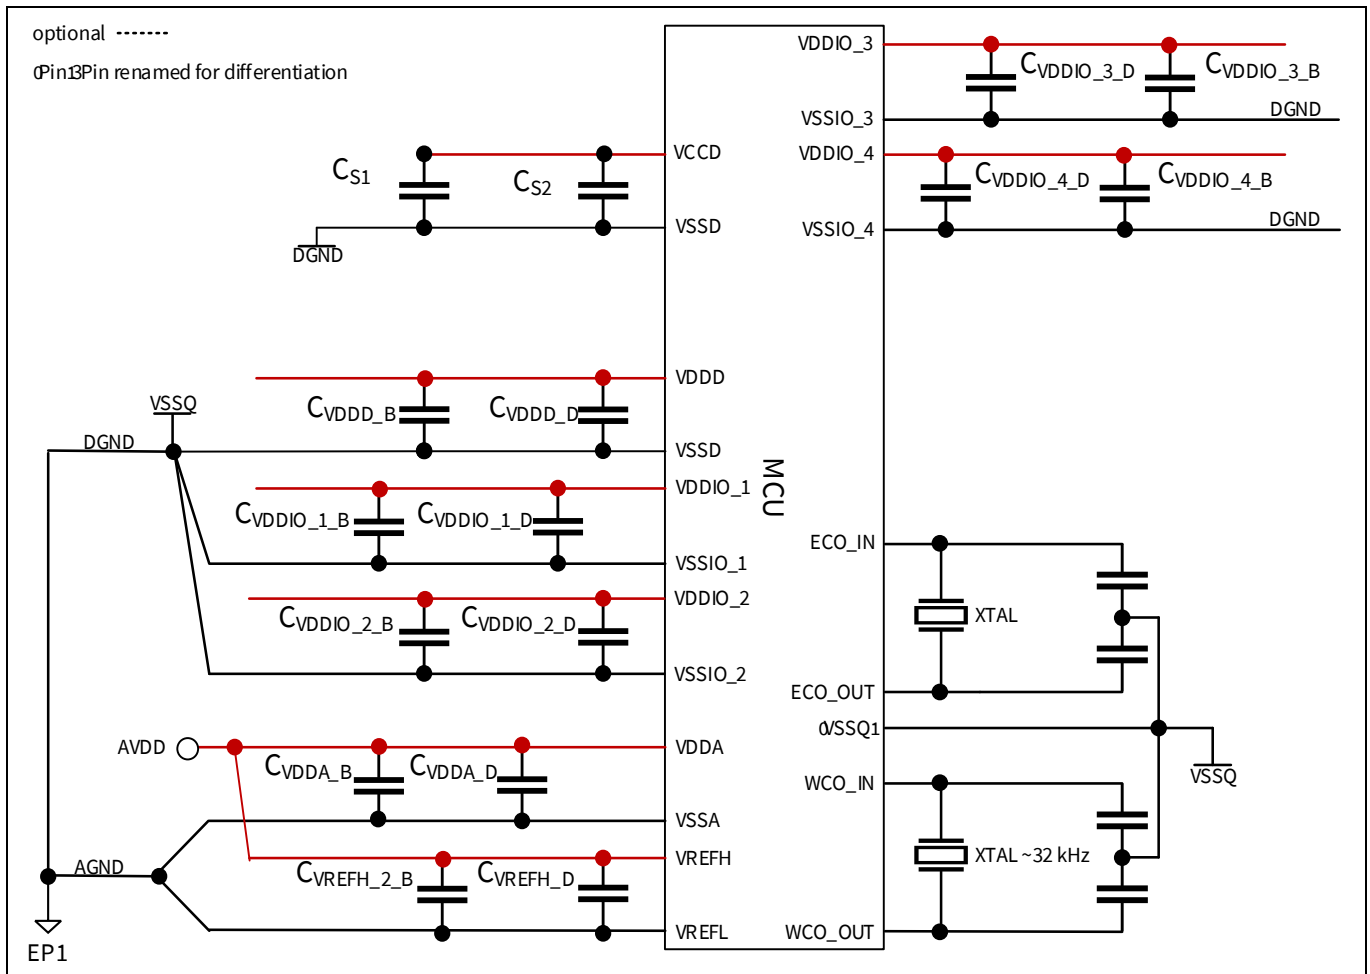 optional
0Pin13Pin renamed for differentiation
VDDIO_3
CVDDIO_3_D
CVDDIO_3_B
VSSIO_3
DGND
VCCD
CS1
CS2
VSSD
DGND
VDDIO_4
CVDDIO_4_D
CVDDIO_4_B
VSSIO_4
DGND
VDDD
VSSQ
CVDDD_B
CVDDD_D
DGND
VSSD
MCU
VDDIO_1
CVDDIO_1_B
CVDDIO_1_D
VSSIO_1
VDDIO_2
CVDDIO_2_B
CVDDIO_2_D
VSSIO_2
AVDD
VDDA
CVDDA_B
CVDDA_D
VSSA
VREFH
AGND
CVREFH_2_B
CVREFH_D
VREFL
EP1
ECO_IN
XTAL
ECO_OUT
0VSSQ1
VSSQ
WCO_IN
XTAL ~32 kHz
WCO_OUT